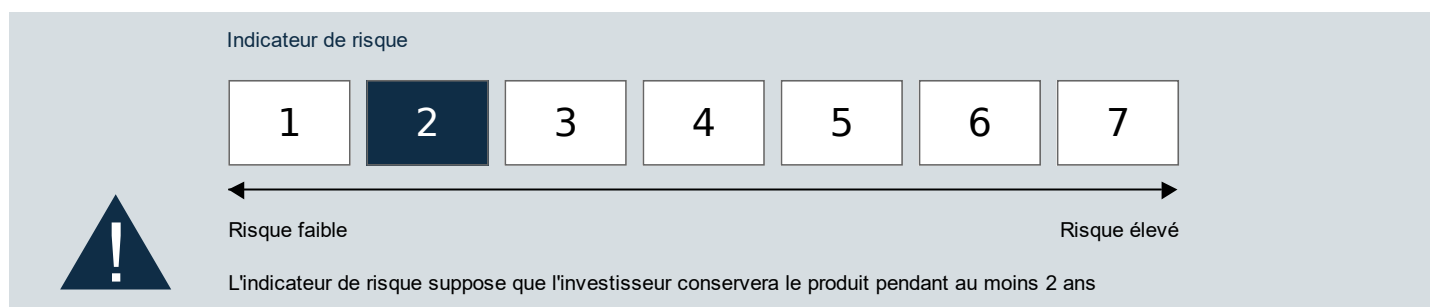 Indicateur de risque
1 2 3 4 5 6 7
Risque faible Risque élevé
!
L'indicateur de risque suppose que l'investisseur conservera le produit pendant au moins 2 ans